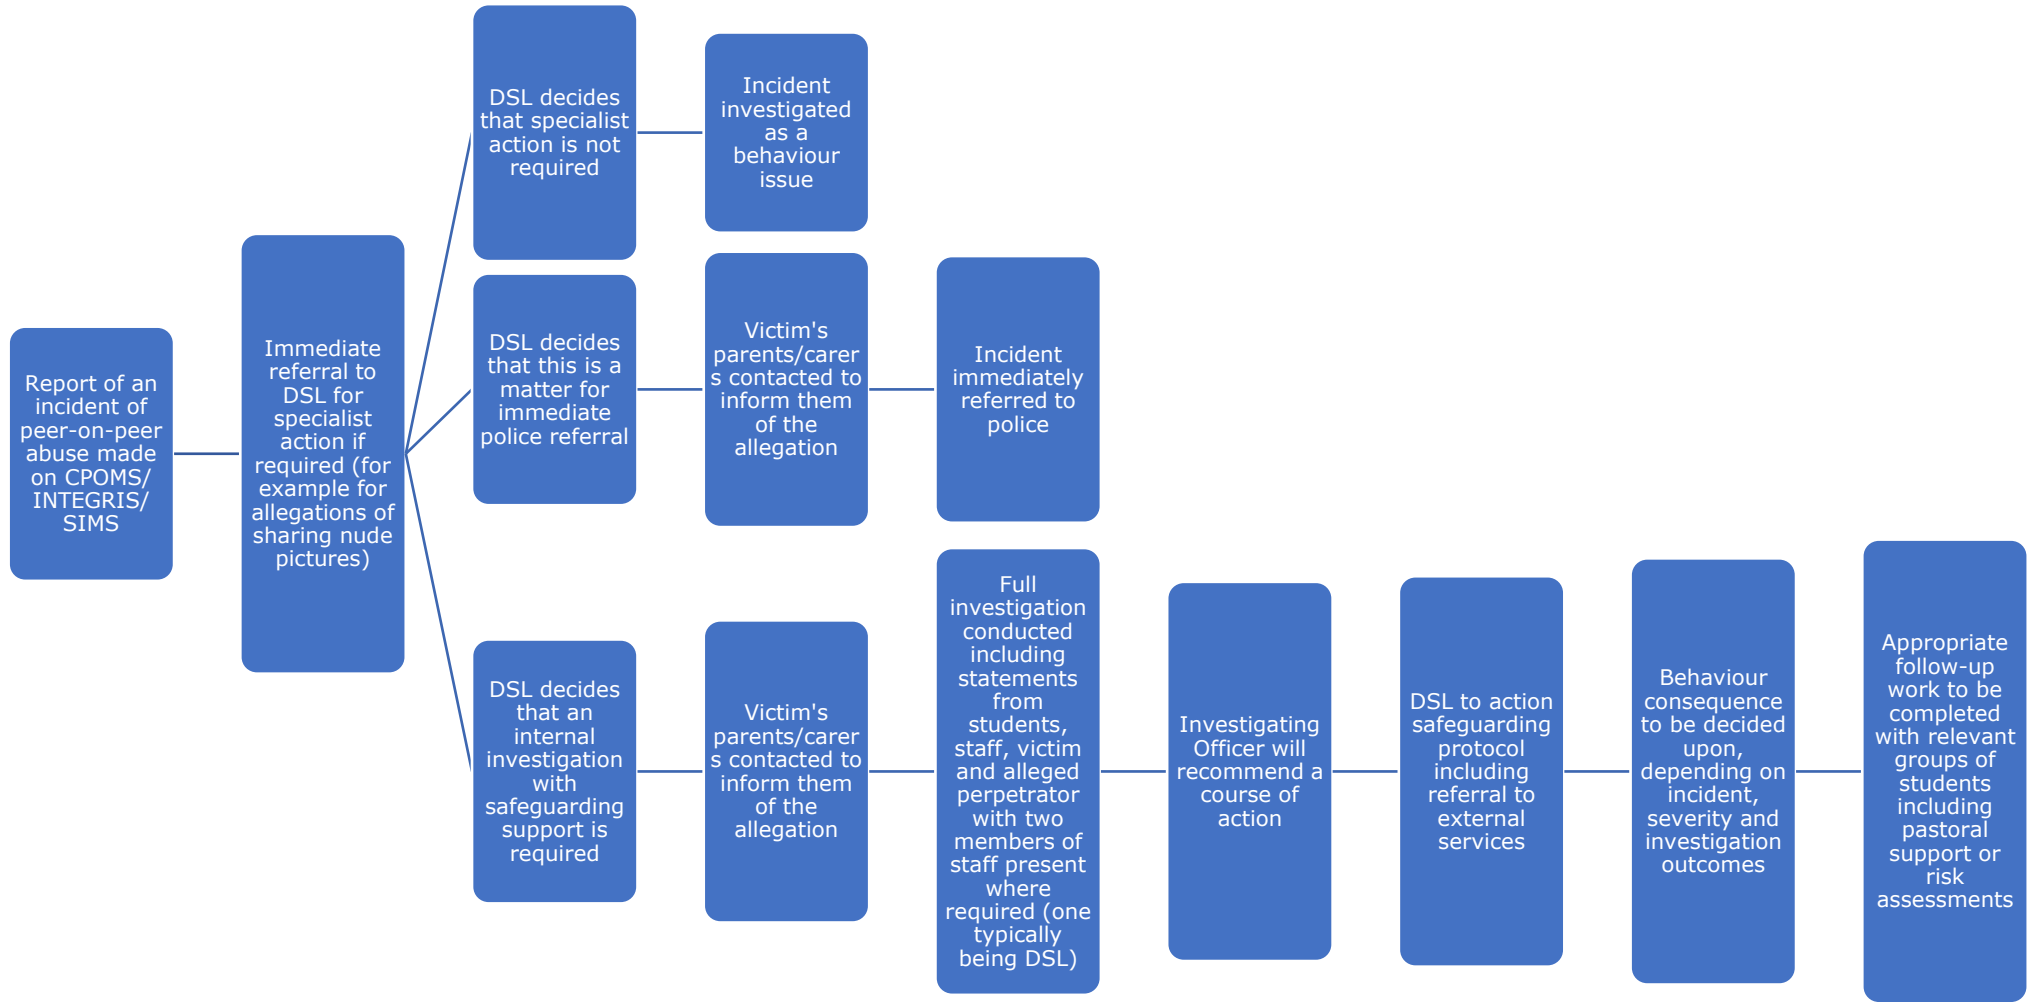 Report of an
incident of
peer-on-peer
abuse made
on CPOMS/
INTEGRIS/
SIMS
Immediate
referral to
DSL for
specialist
action if
required (for
example for
allegations of
sharing nude
pictures)
DSL decides
that specialist
action is not
required
Incident
investigated
as a
behaviour
issue
DSL decides
that this is a
matter for
immediate
police referral
Victim's
parents/carer
s contacted to
inform them
of the
allegation
Incident
immediately
referred to
police
DSL decides
that an
internal
investigation
with
safeguarding
support is
required
Victim's
parents/carer
s contacted to
inform them
of the
allegation
Full
investigation
conducted
including
statements
from
students,
staff, victim
and alleged
perpetrator
with two
members of
staff present
where
required (one
typically
being DSL)
Investigating
Officer will
recommend a
course of
action
DSL to action
safeguarding
protocol
including
referral to
external
services
Behaviour
consequence
to be decided
upon,
depending on
incident,
severity and
investigation
outcomes
Appropriate
follow-up
work to be
completed
with relevant
groups of
students
including
pastoral
support or
risk
assessments